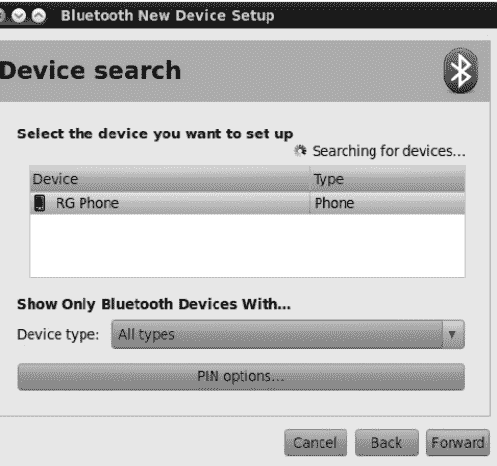 Bluetooth New Device Setup
Device search
Select the device you want to set up
Searching for devices...
Device Type
RG Phone Phone
Show Only Bluetooth Devices With...
Device type: All types
PIN options...
Cancel Back Forward